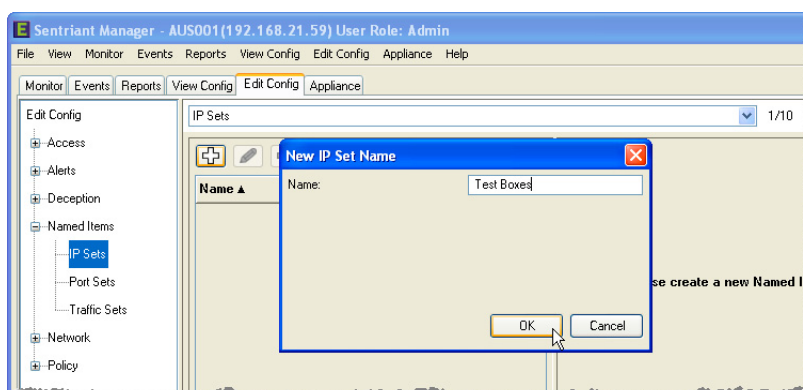 Sentriant Manager - AUS001(192.168.21.59) User Role: Admin
File View Monitor Events Reports View Config Edit Config Appliance Help
Monitor Events Reports View Config Edit Config Appliance
Edit Config
IP Sets
1/10
Access
Alerts
Deception
Named Items
IP Sets
Port Sets
Traffic Sets
Network
Policy
Name
New IP Set Name
Name:
Test Boxes
OK Cancel
se create a new Named I